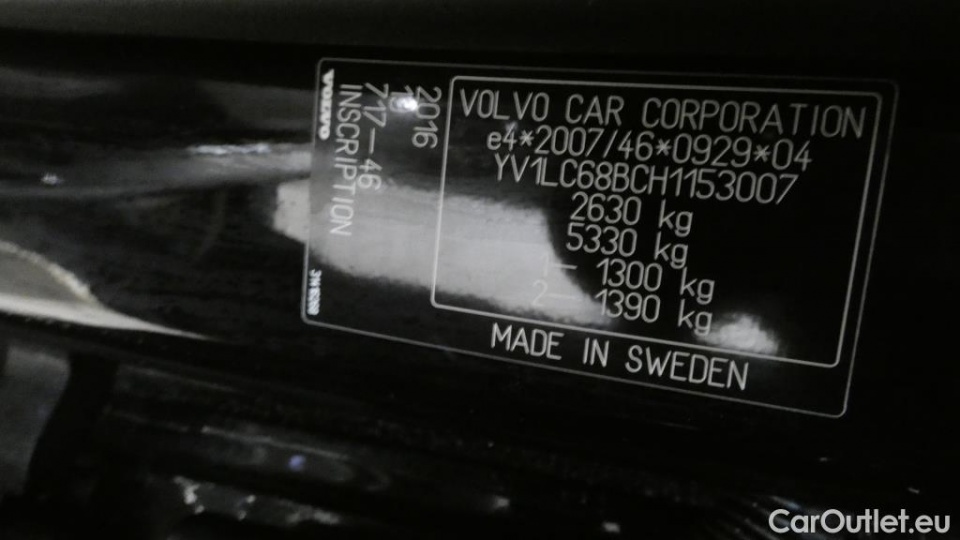 VOLVO CAR CORPORATION
e4*2007/46*0929*04
YV1LC68BCH1153007
2630 kg
5330 kg
1300 kg
2— 1390 kg
MADE IN SWEDEN
2016
717—46
INSCRIPTION
VOLVO
CarOutlet.eu